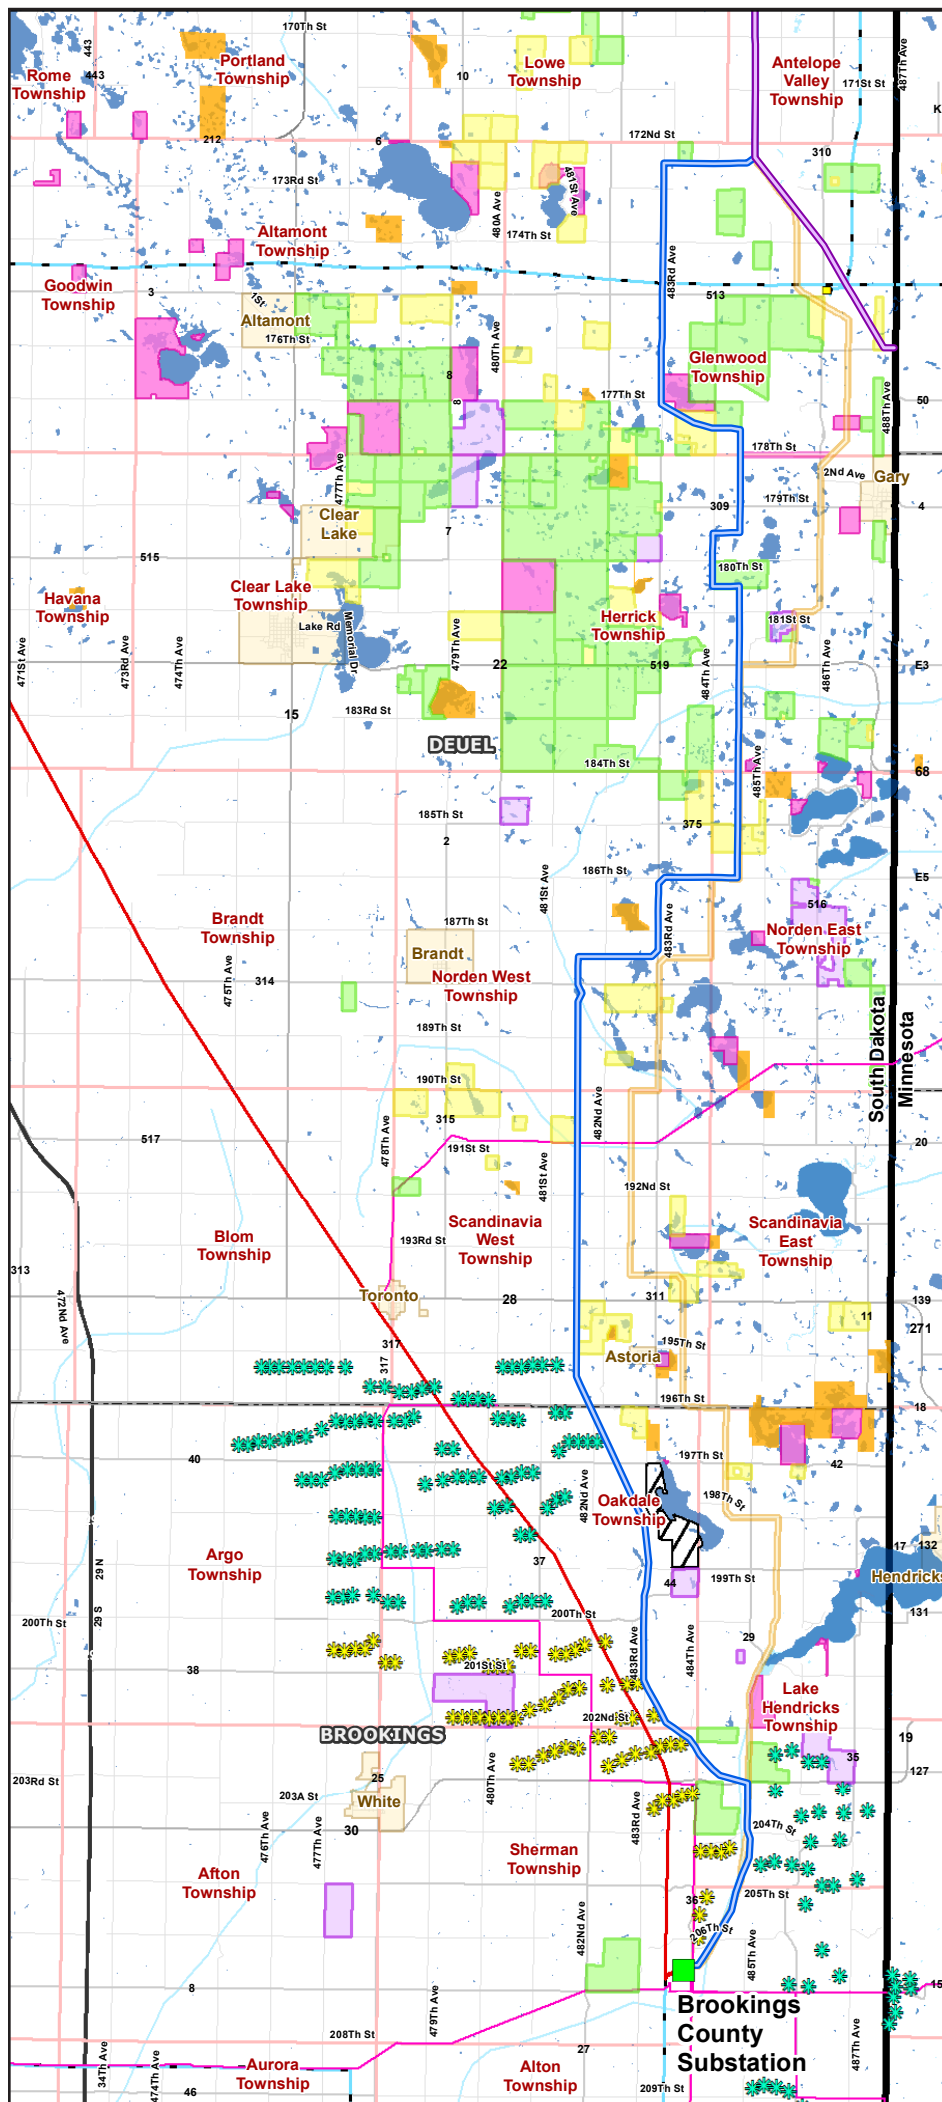 170Th St
443
443
Rome
Township
Portland
Township
10
Lowe
Township
Antelope
Valley
Township
171St St
487Th Ave
K
212
6
172Nd St
310
173Rd St
481St Ave
480A Ave
174Th St
Altamont
Township
483Rd Ave
Goodwin
Township
3
1St
513
Altamont
176Th St
480Th Ave
Glenwood
Township
8
8
177Th St
488Th Ave
50
178Th St
477Th Ave
2Nd Ave
Gary
179Th St
Clear
Lake
309
4
7
515
180Th St
Havana
Township
Clear Lake
Township
Lake Rd
Memorial Dr
Herrick
Township
181St St
471St Ave
473Rd Ave
474Th Ave
479Th Ave
22
519
484Th Ave
486Th Ave
E3
15
183Rd St
DEUEL
184Th St
485Th Ave
68
185Th St
375
2
186Th St
481St Ave
E5
516
Brandt
Township
187Th St
483Rd Ave
Norden East
Township
Brandt
Norden West
Township
475Th Ave
314
189Th St
South Dakota
Minnesota
190Th St
315
482Nd Ave
517
478Th Ave
191St St
20
481St Ave
192Nd St
Blom
Township
193Rd St
Scandinavia
West
Township
Scandinavia
East
Township
313
472Nd Ave
Toronto
28
311
139
11
271
317
317
195Th St
Astoria
196Th St
18
40
197Th St
42
482Nd Ave
198Th St
Oakdale
Township
Argo
Township
37
17
132
29 N
44
199Th St
Hendricks
200Th St
29 S
200Th St
131
483Rd Ave
484Th Ave
29
38
201St St
Lake
Hendricks
Township
202Nd St
BROOKINGS
19
35
203Rd St
25
480Th Ave
127
203A St
White
483Rd Ave
30
204Th St
476Th Ave
477Th Ave
Sherman
Township
Afton
Township
205Th St
36
206Th St
482Nd Ave
485Th Ave
8
15
479Th Ave
Brookings
County
Substation
208Th St
487Th Ave
27
34Th Ave
474Th Ave
Aurora
Township
Alton
Township
46
209Th St